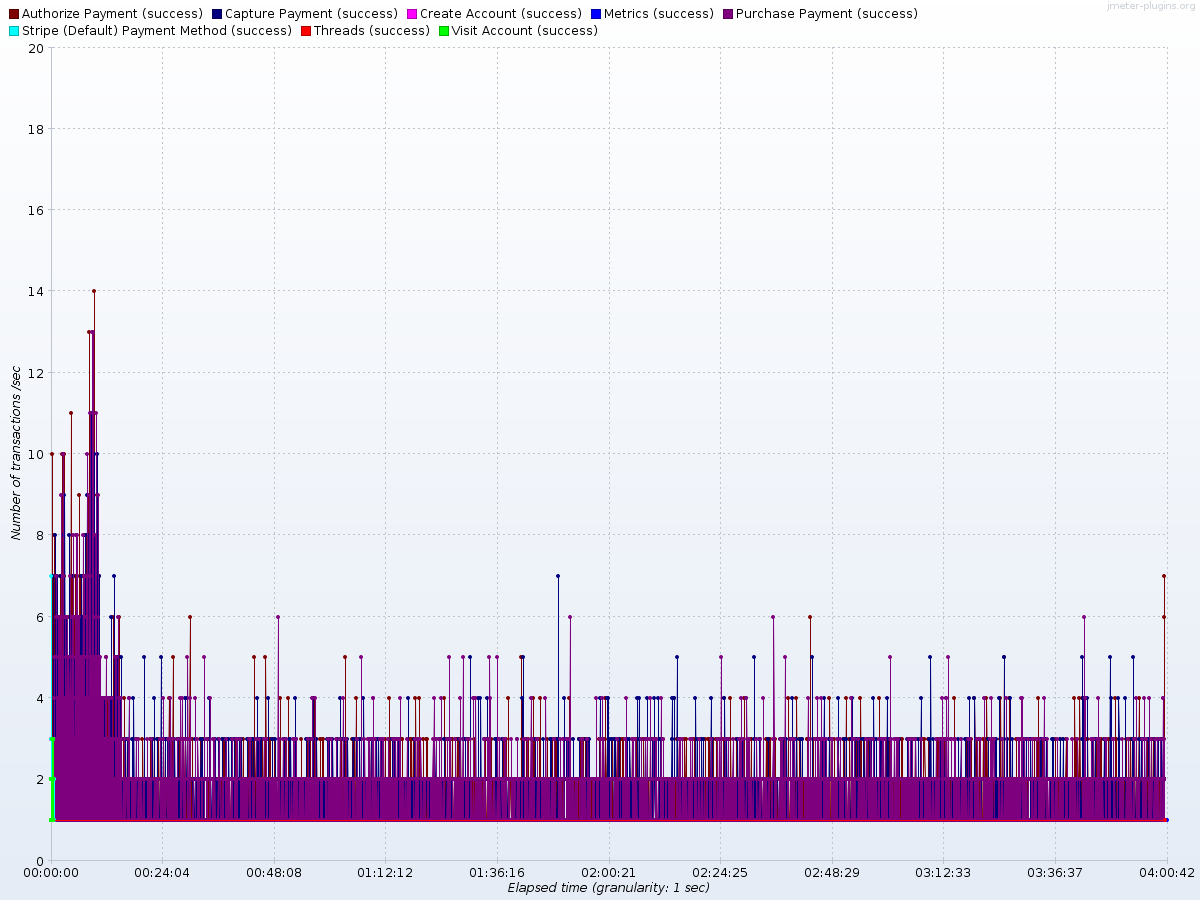 Authorize Payment (success) Capture Payment (success) Create Account (success) Metrics (success) Purchase Payment (success)
jmeter-plugins.org
Stripe (Default) Payment Method (success) Threads (success) Visit Account (success)
20
18
16
14
12
10
8
6
4
2
0
Number of transactions /sec
00:00:00 00:24:04 00:48:08 01:12:12 01:36:16 02:00:21 02:24:25 02:48:29 03:12:33 03:36:37 04:00:42
Elapsed time (granularity: 1 sec)